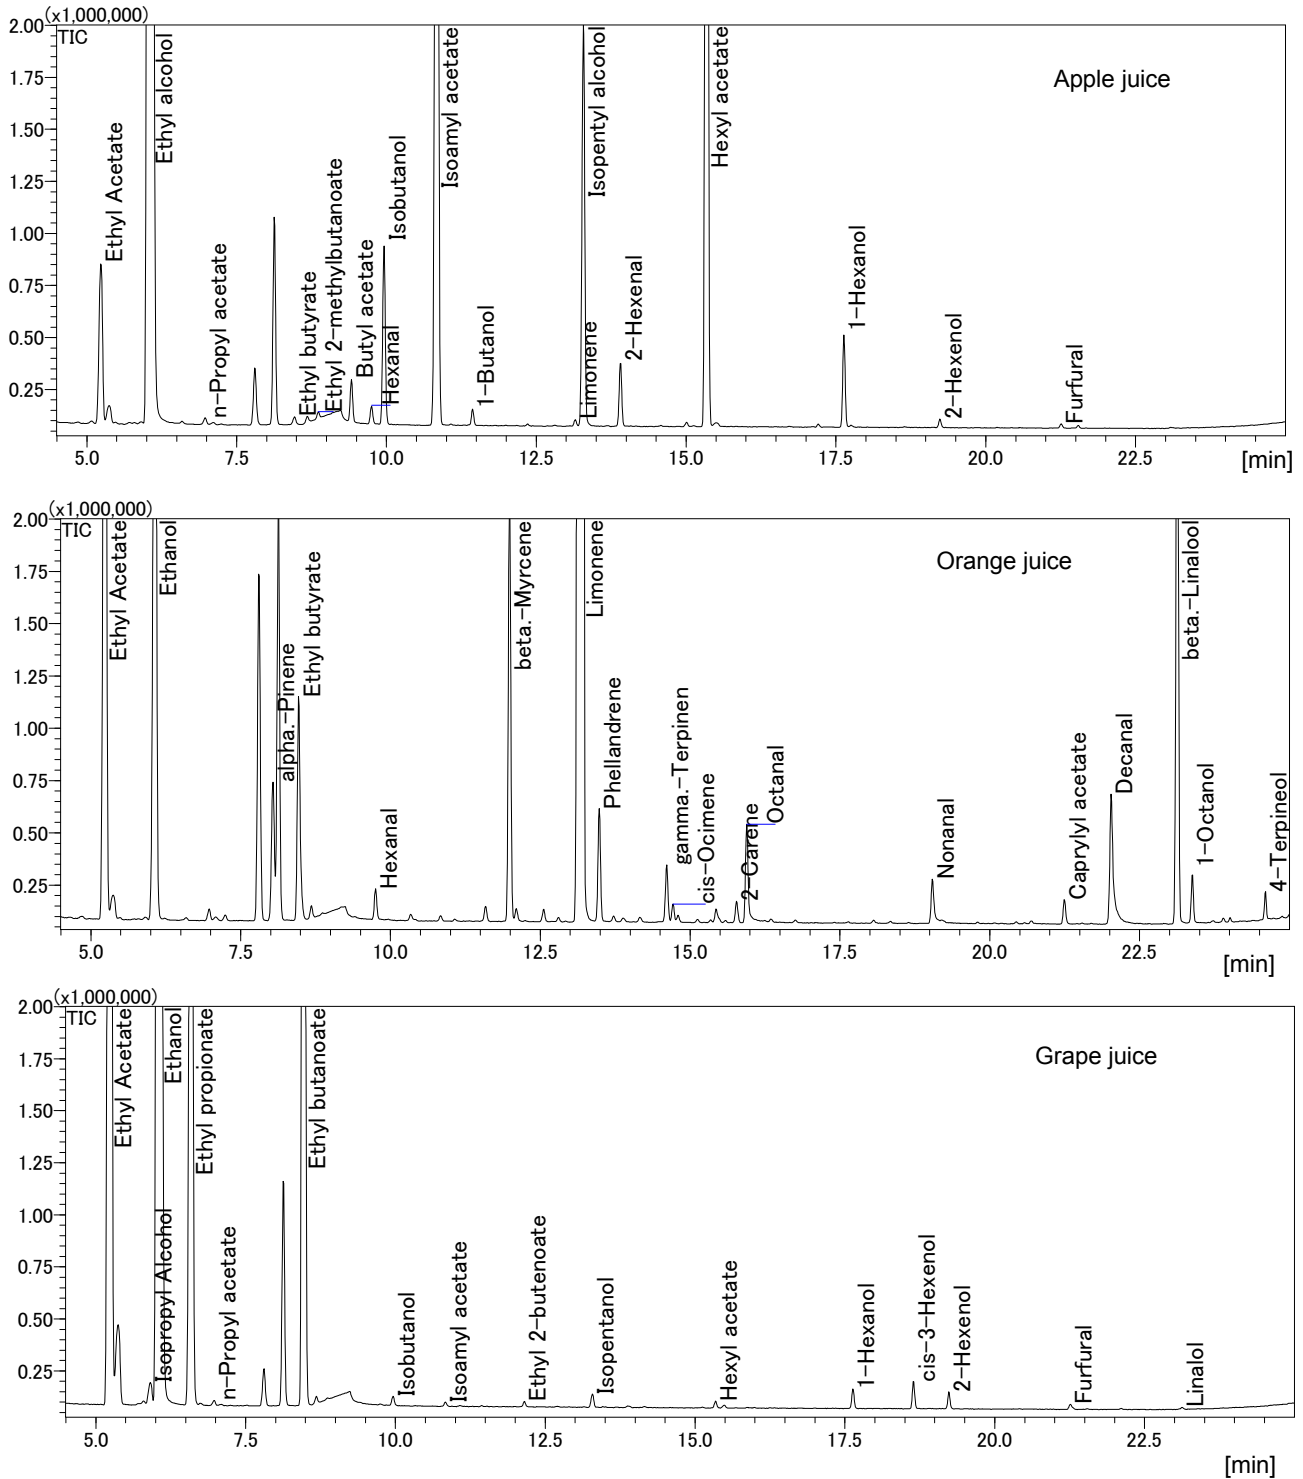 (x1,000,000)
2.00
TIC
1.75
1.50
1.25
1.00
0.75
0.50
0.25
Ethyl Acetate
Ethyl alcohol
n-Propyl acetate
Ethyl butyrate
Ethyl 2-methylbutanoate
Butyl acetate
Hexanal
Isobutanol
Isoamyl acetate
1-Butanol
Isopentyl alcohol
Limonene
2-Hexenal
Hexyl acetate
1-Hexanol
2-Hexenol
Furfural
Apple juice
5.0 7.5 10.0 12.5 15.0 17.5 20.0 22.5
[min]
(x1,000,000)
2.00
TIC
1.75
1.50
1.25
1.00
0.75
0.50
0.25
Ethyl Acetate
Ethanol
alpha.-Pinene
Ethyl butyrate
Hexanal
beta.-Myrcene
Limonene
Phellandrene
gamma.-Terpinen
cis-Ocimene
2-Carene
Octanal
Nonanal
Caprylyl acetate
Decanal
beta.-Linalool
1-Octanol
4-Terpineol
Orange juice
5.0 7.5 10.0 12.5 15.0 17.5 20.0 22.5
[min]
(x1,000,000)
2.00
TIC
1.75
1.50
1.25
1.00
0.75
0.50
0.25
Ethyl Acetate
Isopropyl Alcohol
Ethanol
Ethyl propionate
n-Propyl acetate
Ethyl butanoate
Isobutanol
Isoamyl acetate
Ethyl 2-butenoate
Isopentanol
Hexyl acetate
1-Hexanol
cis-3-Hexenol
2-Hexenol
Furfural
Linalol
Grape juice
5.0 7.5 10.0 12.5 15.0 17.5 20.0 22.5
[min]